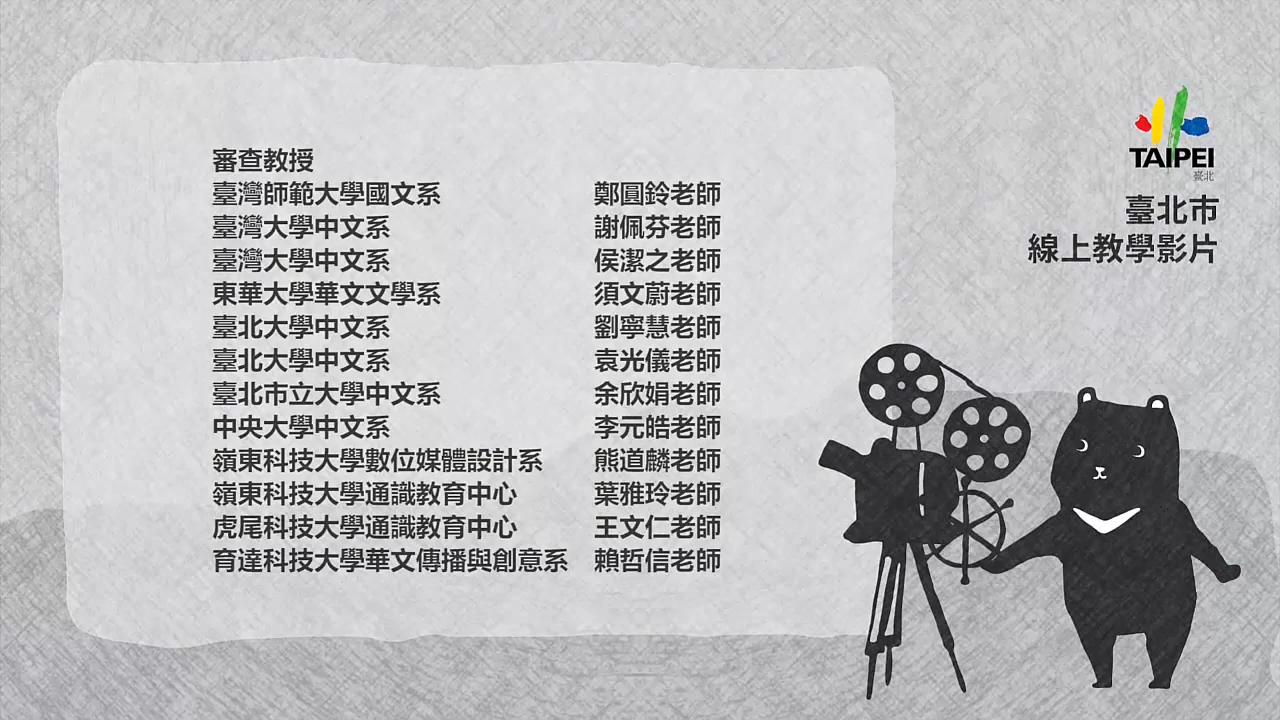 審查教授
臺灣師範大學國文系 鄭圓鈴老師
臺灣大學中文系 謝佩芬老師
臺灣大學中文系 侯潔之老師
東華大學華文文學系 須文蔚老師
臺北大學中文系 劉寧慧老師
臺北大學中文系 袁光儀老師
臺北市立大學中文系 余欣娟老師
中央大學中文系 李元皓老師
嶺東科技大學數位媒體設計系 熊道麟老師
嶺東科技大學通識教育中心 葉雅玲老師
虎尾科技大學通識教育中心 王文仁老師
育達科技大學華文傳播與創意系 賴哲信老師
TAIPEI
臺北
臺北市
線上教學影片